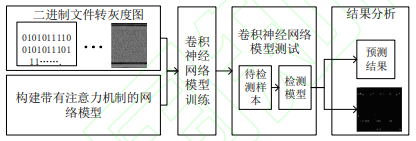 二进制文件转灰度图
0101011110
0101011101
11……,
...
构建带有注意力机制的网
络模型
卷积
神经
网络
模型
训练
卷积神经网络
模型测试
待检
测样
本
检测
模型
结果分析
预测
结果